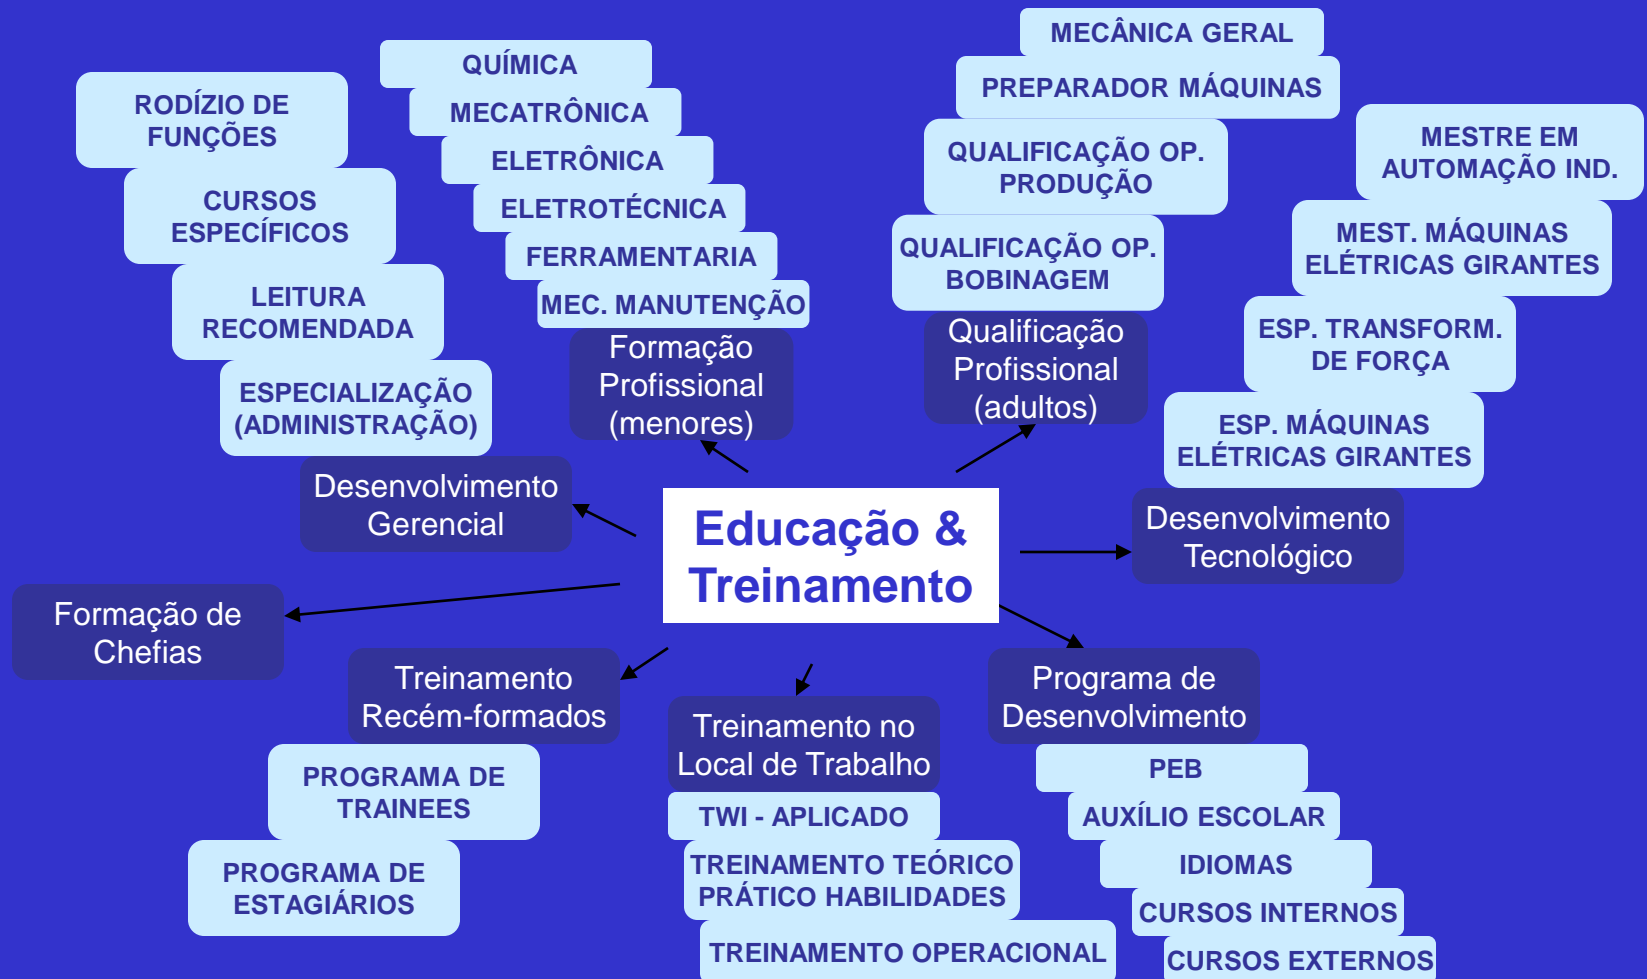 RODÍZIO DE
FUNÇÕES
CURSOS
ESPECÍFICOS
LEITURA
RECOMENDADA
ESPECIALIZAÇÃO
(ADMINISTRAÇÃO)
Desenvolvimento
Gerencial
QUÍMICA
MECATRÔNICA
ELETRÔNICA
ELETROTÉCNICA
FERRAMENTARIA
MEC. MANUTENÇÃO
Formação
Profissional
(menores)
MECÂNICA GERAL
PREPARADOR MÁQUINAS
QUALIFICAÇÃO OP.
PRODUÇÃO
QUALIFICAÇÃO OP.
BOBINAGEM
Qualificação
Profissional
(adultos)
MESTRE EM
AUTOMAÇÃO IND.
MEST. MÁQUINAS
ELÉTRICAS GIRANTES
ESP. TRANSFORM.
DE FORÇA
ESP. MÁQUINAS
ELÉTRICAS GIRANTES
Desenvolvimento
Tecnológico
Educação &
Treinamento
Formação de
Chefias
Treinamento
Recém-formados
PROGRAMA DE
TRAINEES
PROGRAMA DE
ESTAGIÁRIOS
Treinamento no
Local de Trabalho
TWI - APLICADO
TREINAMENTO TEÓRICO
PRÁTICO HABILIDADES
TREINAMENTO OPERACIONAL
Programa de
Desenvolvimento
PEB
AUXÍLIO ESCOLAR
IDIOMAS
CURSOS INTERNOS
CURSOS EXTERNOS